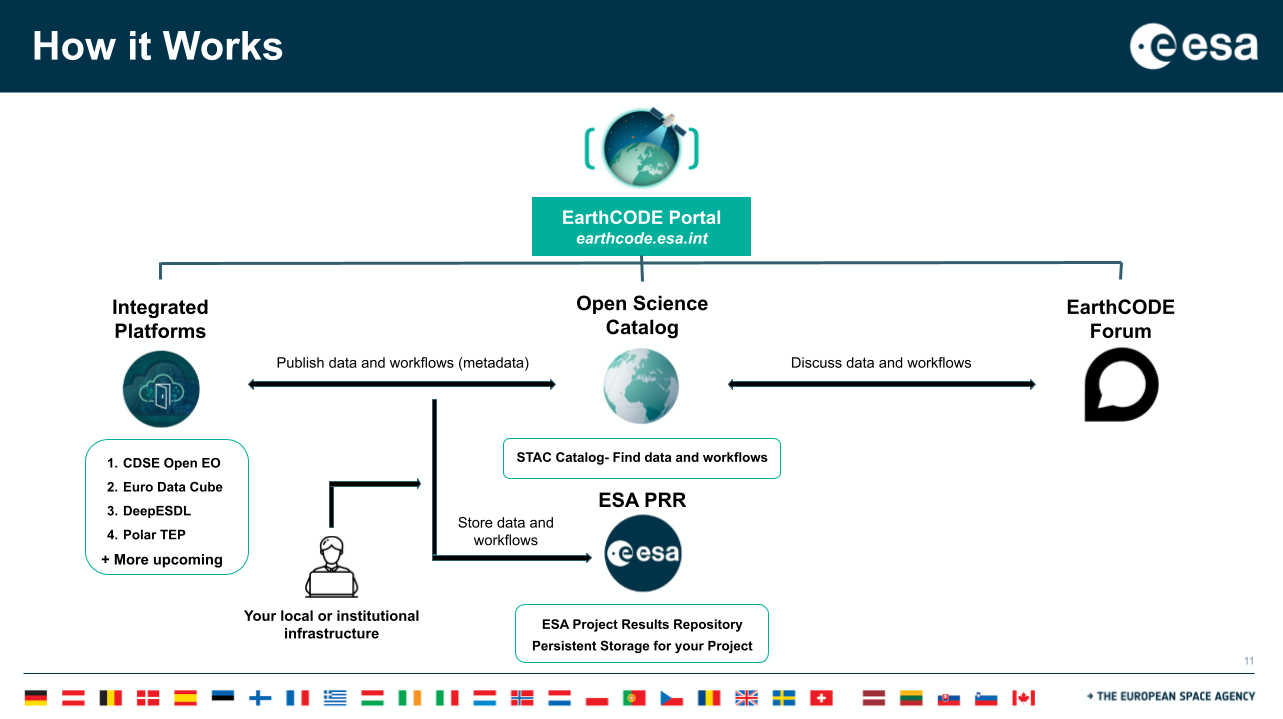 How it Works
esa
EarthCODE Portal
earthcode.esa.int
Integrated
Platforms
Open Science
Catalog
EarthCODE
Forum
Publish data and workflows (metadata)
Discuss data and workflows
1. CDSE Open EO
2. Euro Data Cube
3. DeepESDL
4. Polar TEP
+ More upcoming
STAC Catalog- Find data and workflows
ESA PRR
Store data and
workflows
esa
Your local or institutional
infrastructure
ESA Project Results Repository
Persistent Storage for your Project
11
→ THE EUROPEAN SPACE AGENCY